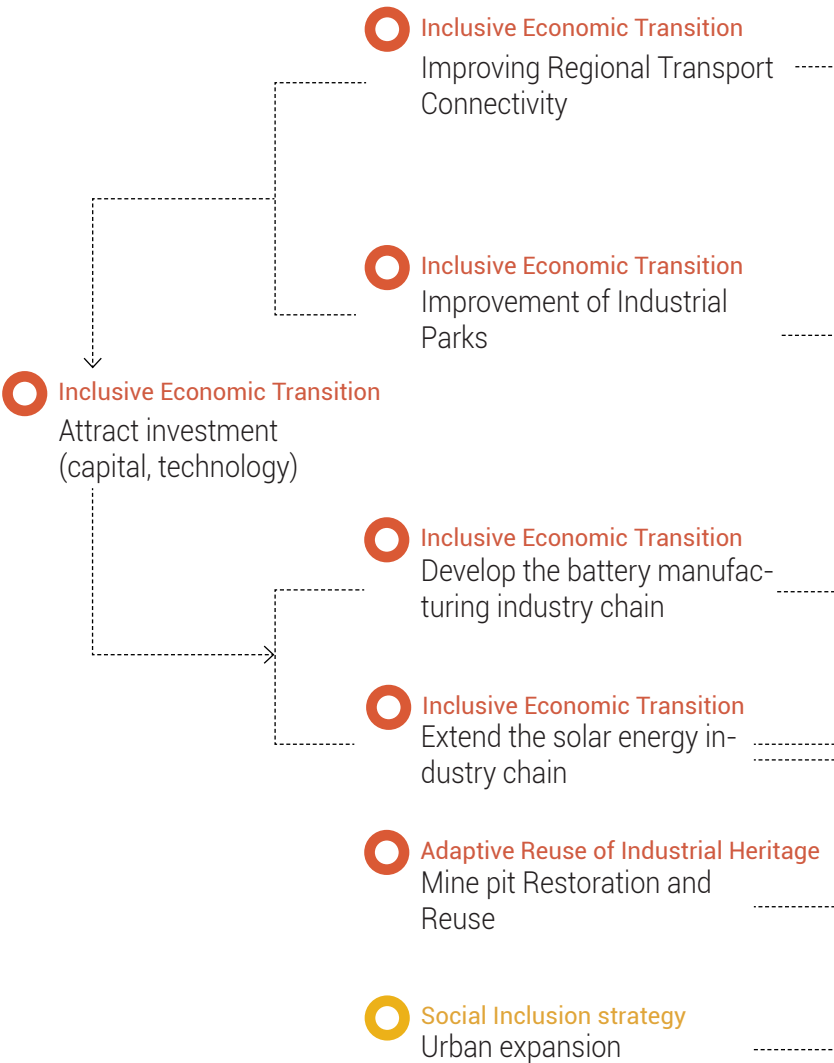 Inclusive Economic Transition
Improving Regional Transport
Connectivity
Inclusive Economic Transition
Improvement of Industrial
Parks
Inclusive Economic Transition
Attract investment
(capital, technology)
Inclusive Economic Transition
Develop the battery manufac-
turing industry chain
Inclusive Economic Transition
Extend the solar energy in-
dustry chain
Adaptive Reuse of Industrial Heritage
Mine pit Restoration and
Reuse
Social Inclusion strategy
Urban expansion